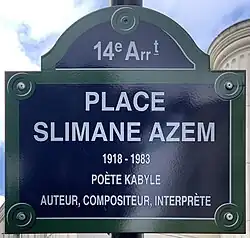 14e Arrt
PLACE
SLIMANE AZEM
1918 - 1983
POÈTE KABYLE
AUTEUR, COMPOSITEUR, INTERPRÈTE